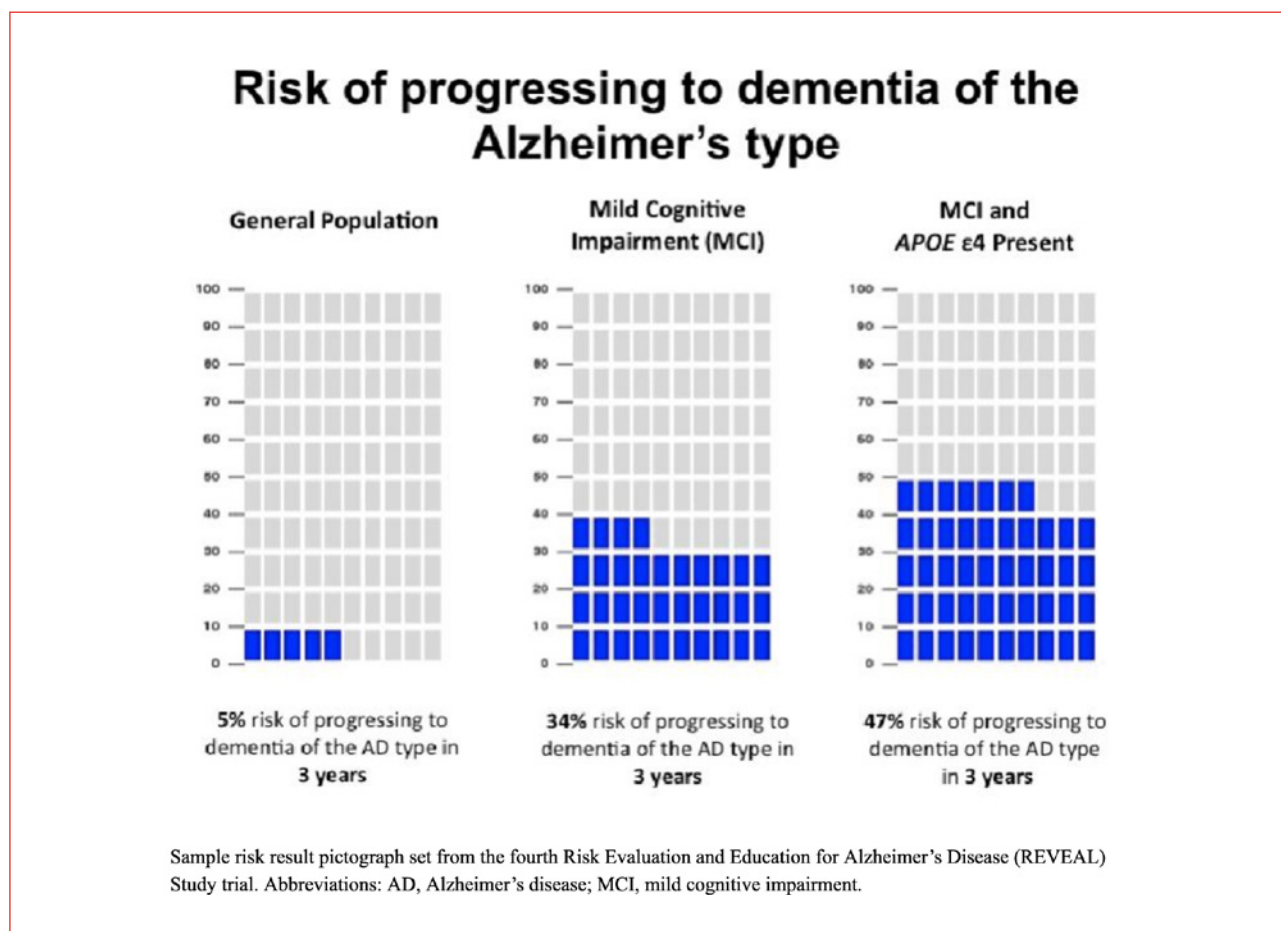 Risk of progressing to dementia of the
Alzheimer’s type
General Population
100
90
80
70
60
50
40
30
20
10
0
5% risk of progressing to
dementia of the AD type in
3 years
Mild Cognitive
Impairment (MCI)
100
90
80
70
60
50
40
30
20
10
0
34% risk of progressing to
dementia of the AD type in
3 years
MCI and
APOE ε4 Present
100
90
80
70
60
50
40
30
20
10
0
47% risk of progressing to
dementia of the AD type
in 3 years
Sample risk result pictograph set from the fourth Risk Evaluation and Education for Alzheimer’s Disease (REVEAL)
Study trial. Abbreviations: AD, Alzheimer’s disease; MCI, mild cognitive impairment.